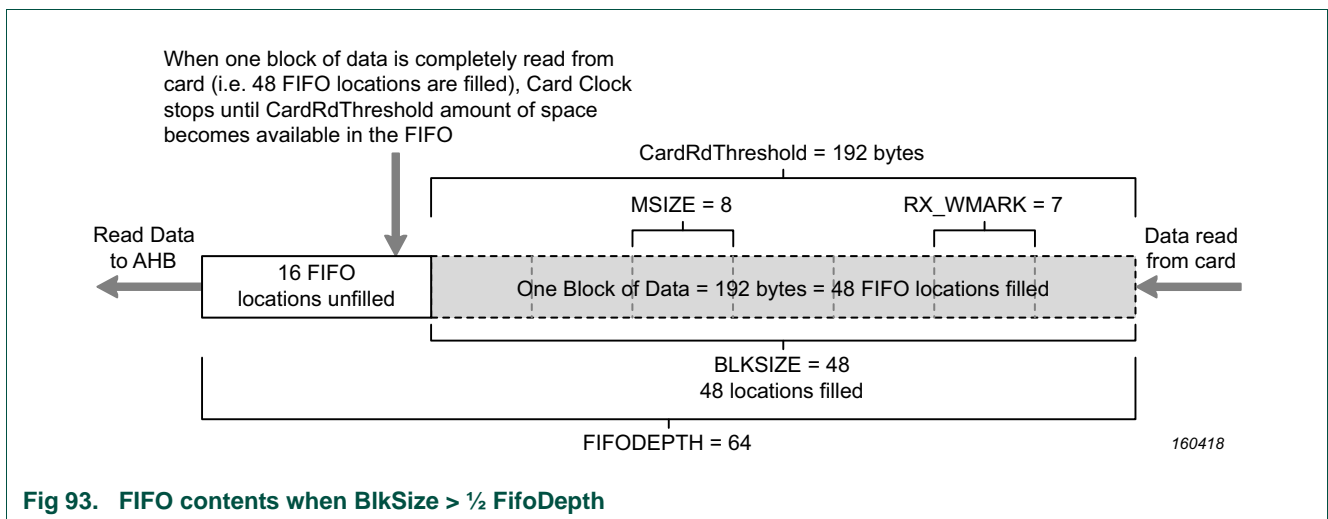 When one block of data is completely read from
card (i.e. 48 FIFO locations are filled), Card Clock
stops until CardRdThreshold amount of space
becomes available in the FIFO
CardRdThreshold = 192 bytes
MSIZE = 8
RX_WMARK = 7
Read Data
to AHB
Data read
from card
16 FIFO
locations unfilled
One Block of Data = 192 bytes = 48 FIFO locations filled
BLKSIZE = 48
48 locations filled
FIFODEPTH = 64
160418
Fig 93. FIFO contents when BlkSize > ½ FifoDepth